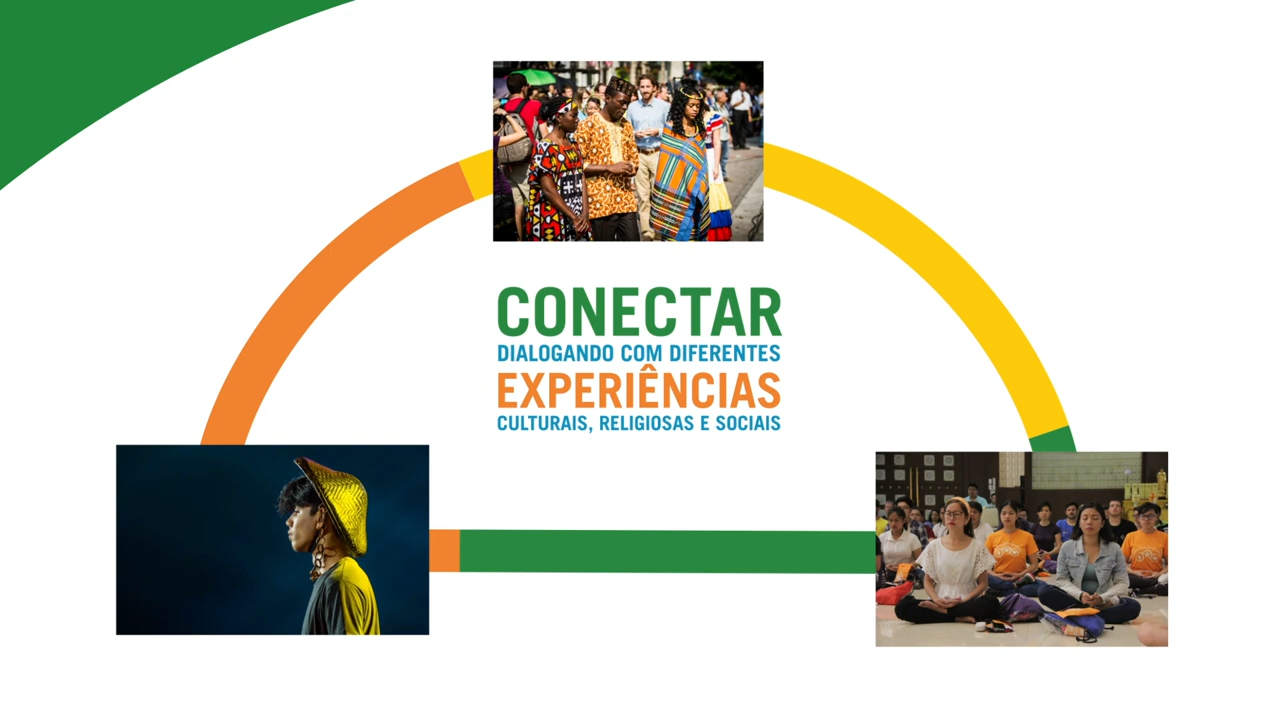 CONECTAR
DIALOGANDO COM DIFERENTES
EXPERIÊNCIAS
CULTURAIS, RELIGIOSAS E SOCIAIS